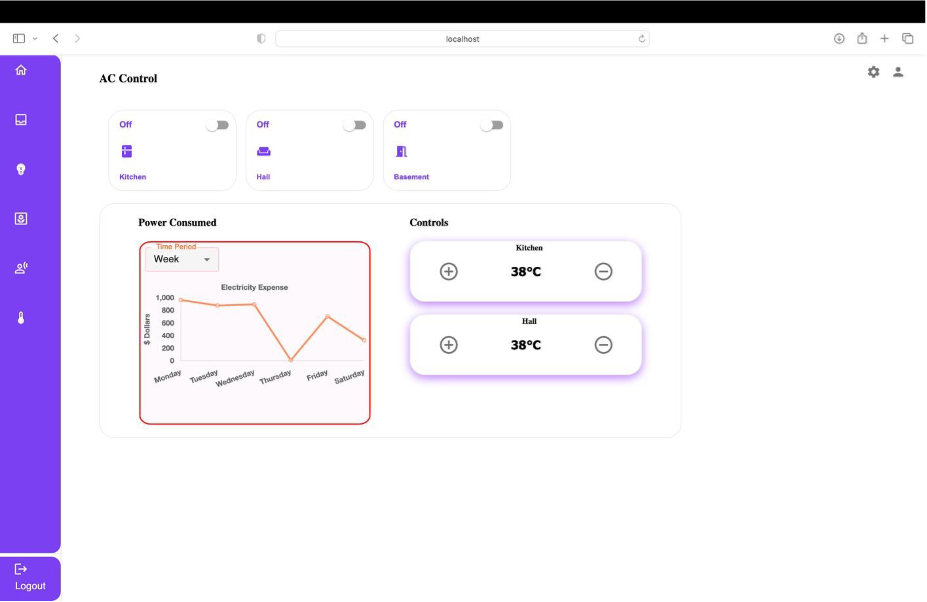 localhost
AC Control
Off
Off
Off
Kitchen
Hall
Basement
Power Consumed
Time Period
Week
Electricity Expense
$ Dollars
1,000
800
600
400
200
0
Monday
Tuesday
Wednesday
Thursday
Friday
Saturday
Controls
Kitchen
38°C
Hall
38°C
Logout